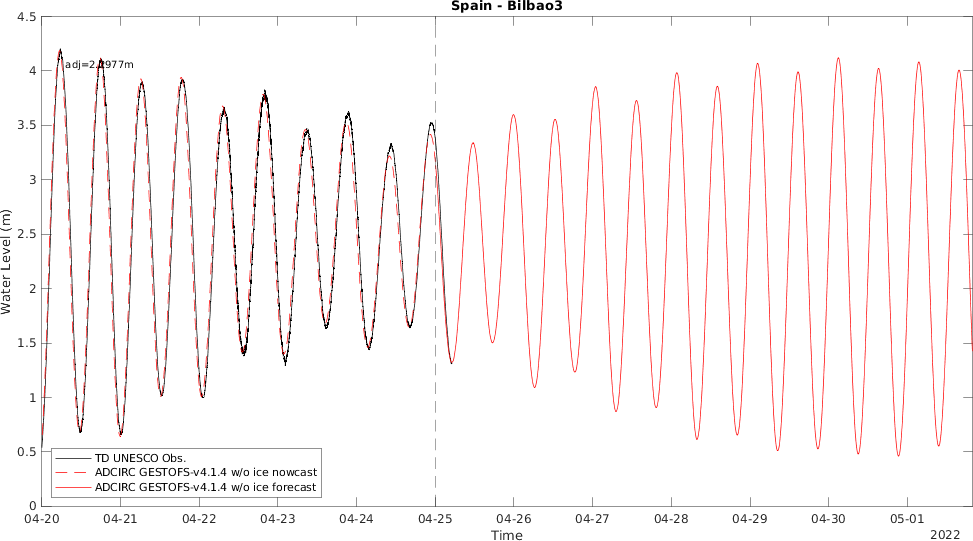 Spain - Bilbao3
4.5
4
3.5
3
2.5
2
1.5
1
0.5
0
Water Level (m)
TD UNESCO Obs.
ADCIRC GESTOFS-v4.1.4 w/o ice nowcast
ADCIRC GESTOFS-v4.1.4 w/o ice forecast
04-20 04-21 04-22 04-23 04-24 04-25 04-26 04-27 04-28 04-29 04-30 05-01
Time
2022